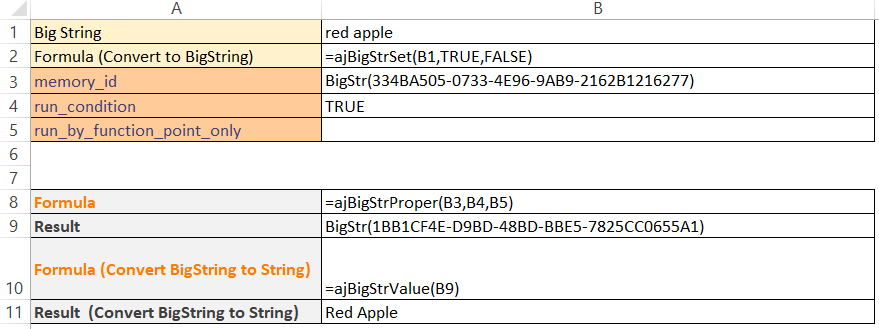 A B
1 Big String red apple
2 Formula (Convert to BigString) =ajBigStrSet(B1,TRUE,FALSE)
3 memory_id BigStr(334BA505-0733-4E96-9AB9-2162B1216277)
4 run_condition TRUE
5 run_by_function_point_only
6
7
8 Formula =ajBigStrProper(B3,B4,B5)
9 Result BigStr(1BB1CF4E-D9BD-48BD-BBE5-7825CC0655A1)
Formula (Convert BigString to String)
10 =ajBigStrValue(B9)
11 Result  (Convert BigString to String) Red Apple